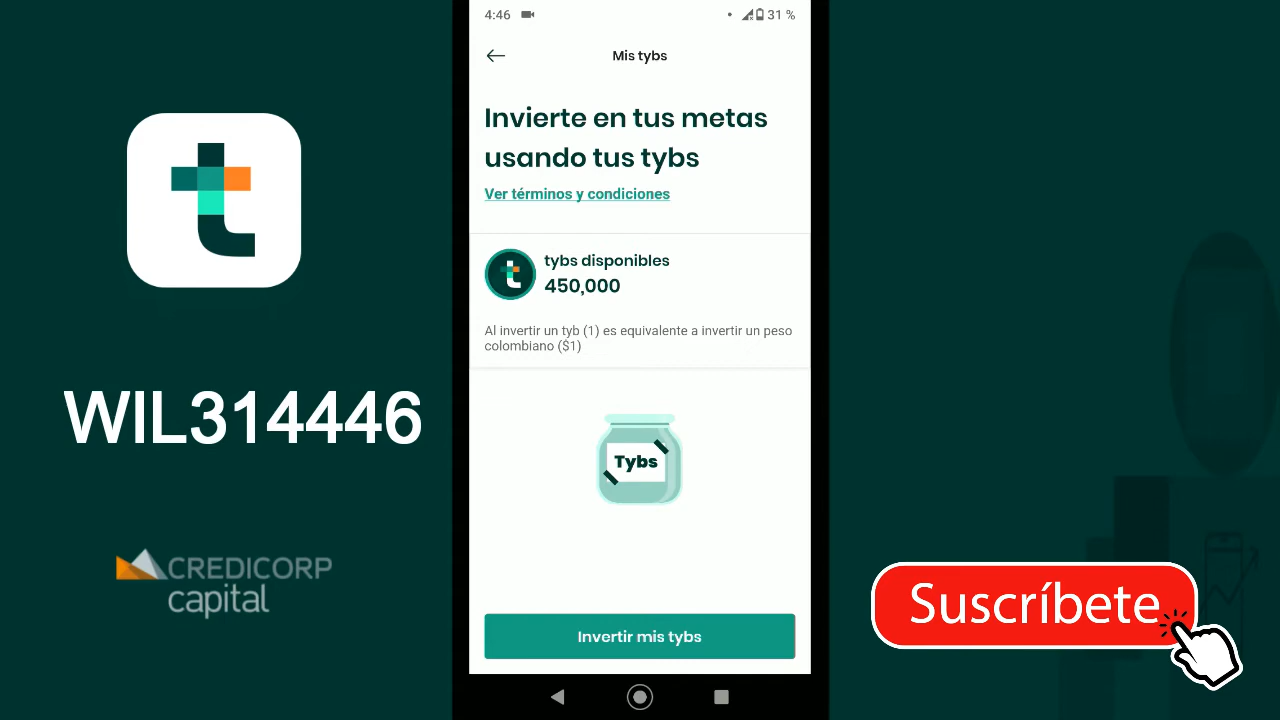 4:46
31 %
Mis tybs
Invierte en tus metas
usando tus tybs
Ver términos y condiciones
t
tybs disponibles
450,000
Al invertir un tyb (1) es equivalente a invertir un peso
colombiano ($1)
Tybs
Invertir mis tybs
t
WIL314446
CREDICORP
capital
Suscríbete